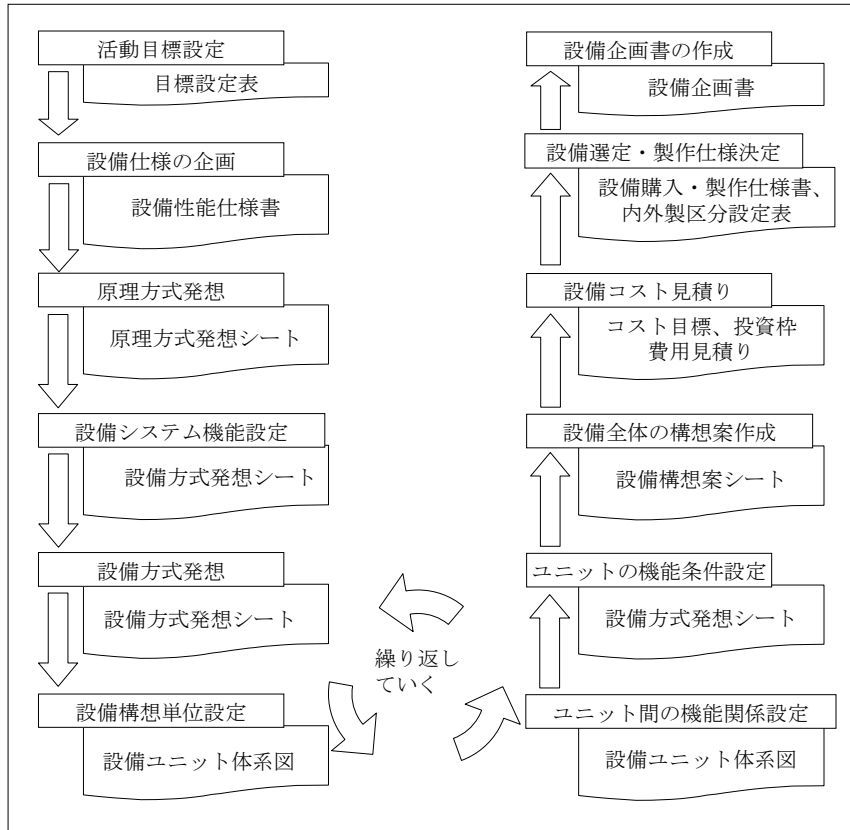 活動目標設定
目標設定表
設備仕様の企画
設備性能仕様書
原理方式発想
原理方式発想シート
設備システム機能設定
設備方式発想シート
設備方式発想
設備方式発想シート
設備構想単位設定
設備ユニット体系図
繰り返し
ていく
ユニット間の機能関係設定
設備ユニット体系図
ユニットの機能条件設定
設備方式発想シート
設備全体の構想案作成
設備構想案シート
設備コスト見積り
コスト目標、投資枠
費用見積り
設備選定・製作仕様決定
設備購入・製作仕様書、
内外製区分設定表
設備企画書の作成
設備企画書